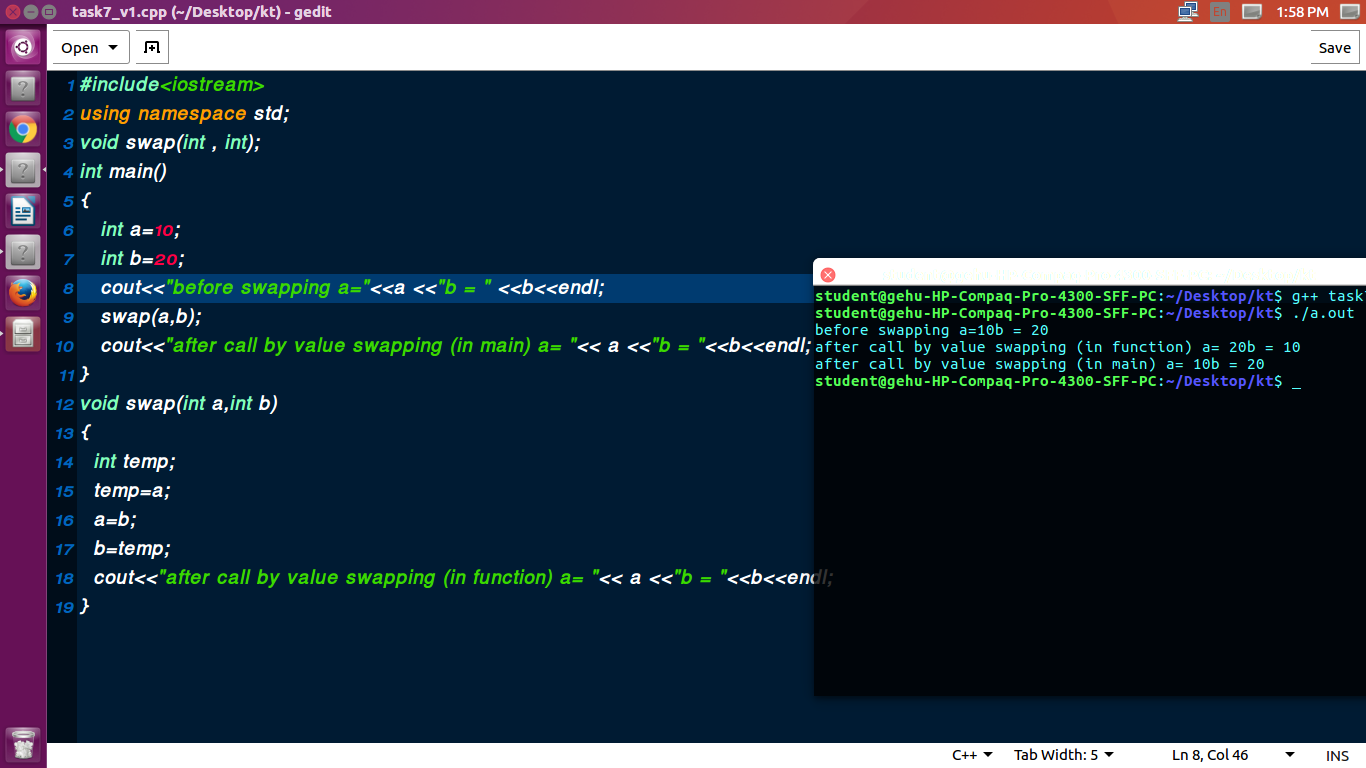 task7_v1.cpp (~/Desktop/kt) - gedit
En
1:58 PM
Open
Save
1 #include<iostream>
2 using namespace std;
3 void swap(int , int);
4 int main()
5 {
6 int a=10;
7 int b=20;
8 cout<<"before swapping a="<<a <<"b = " <<b<<endl;
9 swap(a,b);
10 cout<<"after call by value swapping (in main) a= "<< a <<"b = "<<b<<endl;
11 }
12 void swap(int a,int b)
13 {
14 int temp;
15 temp=a;
16 a=b;
17 b=temp;
18 cout<<"after call by value swapping (in function) a= "<< a <<"b = "<<b<<endl;
19 }
student@gehu-HP-Compaq-Pro-4300-SFF-PC:~/Desktop/kt$ g++ task7
student@gehu-HP-Compaq-Pro-4300-SFF-PC:~/Desktop/kt$ ./a.out
before swapping a=10b = 20
after call by value swapping (in function) a= 20b = 10
after call by value swapping (in main) a= 10b = 20
student@gehu-HP-Compaq-Pro-4300-SFF-PC:~/Desktop/kt$ _
C++
Tab Width: 5
Ln 8, Col 46
INS